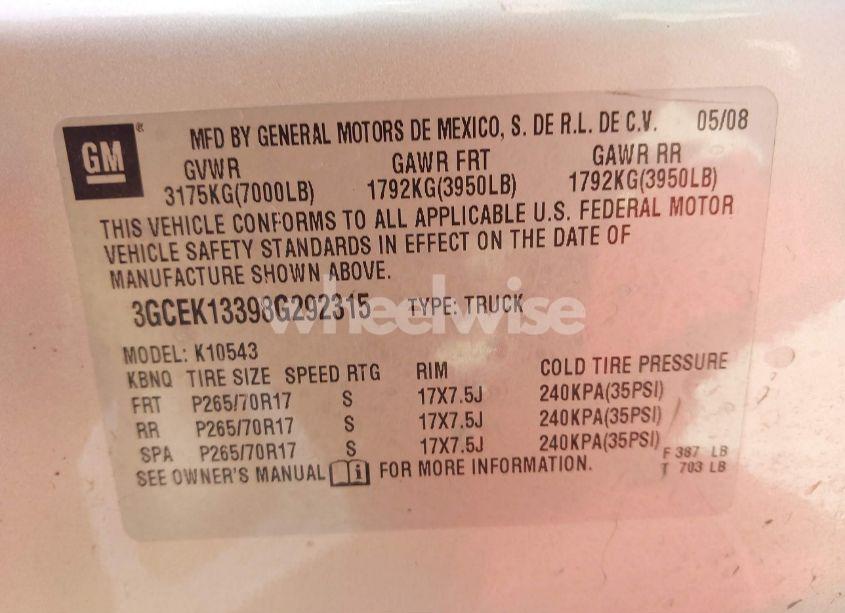 GM ® MFD BY GENERAL MOTORS DE MEXICO, S. DE R.L. DE C.V. 05/08
GVWR GAWR FRT GAWR RR
3175KG(7000LB) 1792KG(3950LB) 1792KG(3950LB)
THIS VEHICLE CONFORMS TO ALL APPLICABLE U.S. FEDERAL MOTOR
VEHICLE SAFETY STANDARDS IN EFFECT ON THE DATE OF
MANUFACTURE SHOWN ABOVE.
3GCEK13398G292315 TYPE: TRUCK
wheelwise
MODEL: K10543
KBNQ TIRE SIZE SPEED RTG RIM COLD TIRE PRESSURE
FRT P265/70R17 S 17X7.5J 240KPA(35PSI)
RR P265/70R17 S 17X7.5J 240KPA(35PSI)
SPA P265/70R17 S 17X7.5J 240KPA(35PSI)
F 387 LB
SEE OWNER'S MANUAL i FOR MORE INFORMATION. T 703 LB